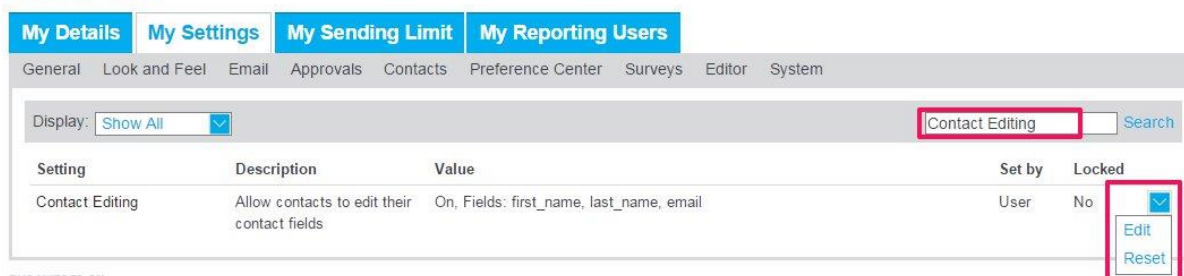 My Details My Settings My Sending Limit My Reporting Users
General Look and Feel Email Approvals Contacts Preference Center Surveys Editor System
Display: Show All Contact Editing Search
Setting Description Value Set by Locked
Contact Editing Allow contacts to edit their On, Fields: first_name, last_name, email User No
contact fields
Edit
Reset